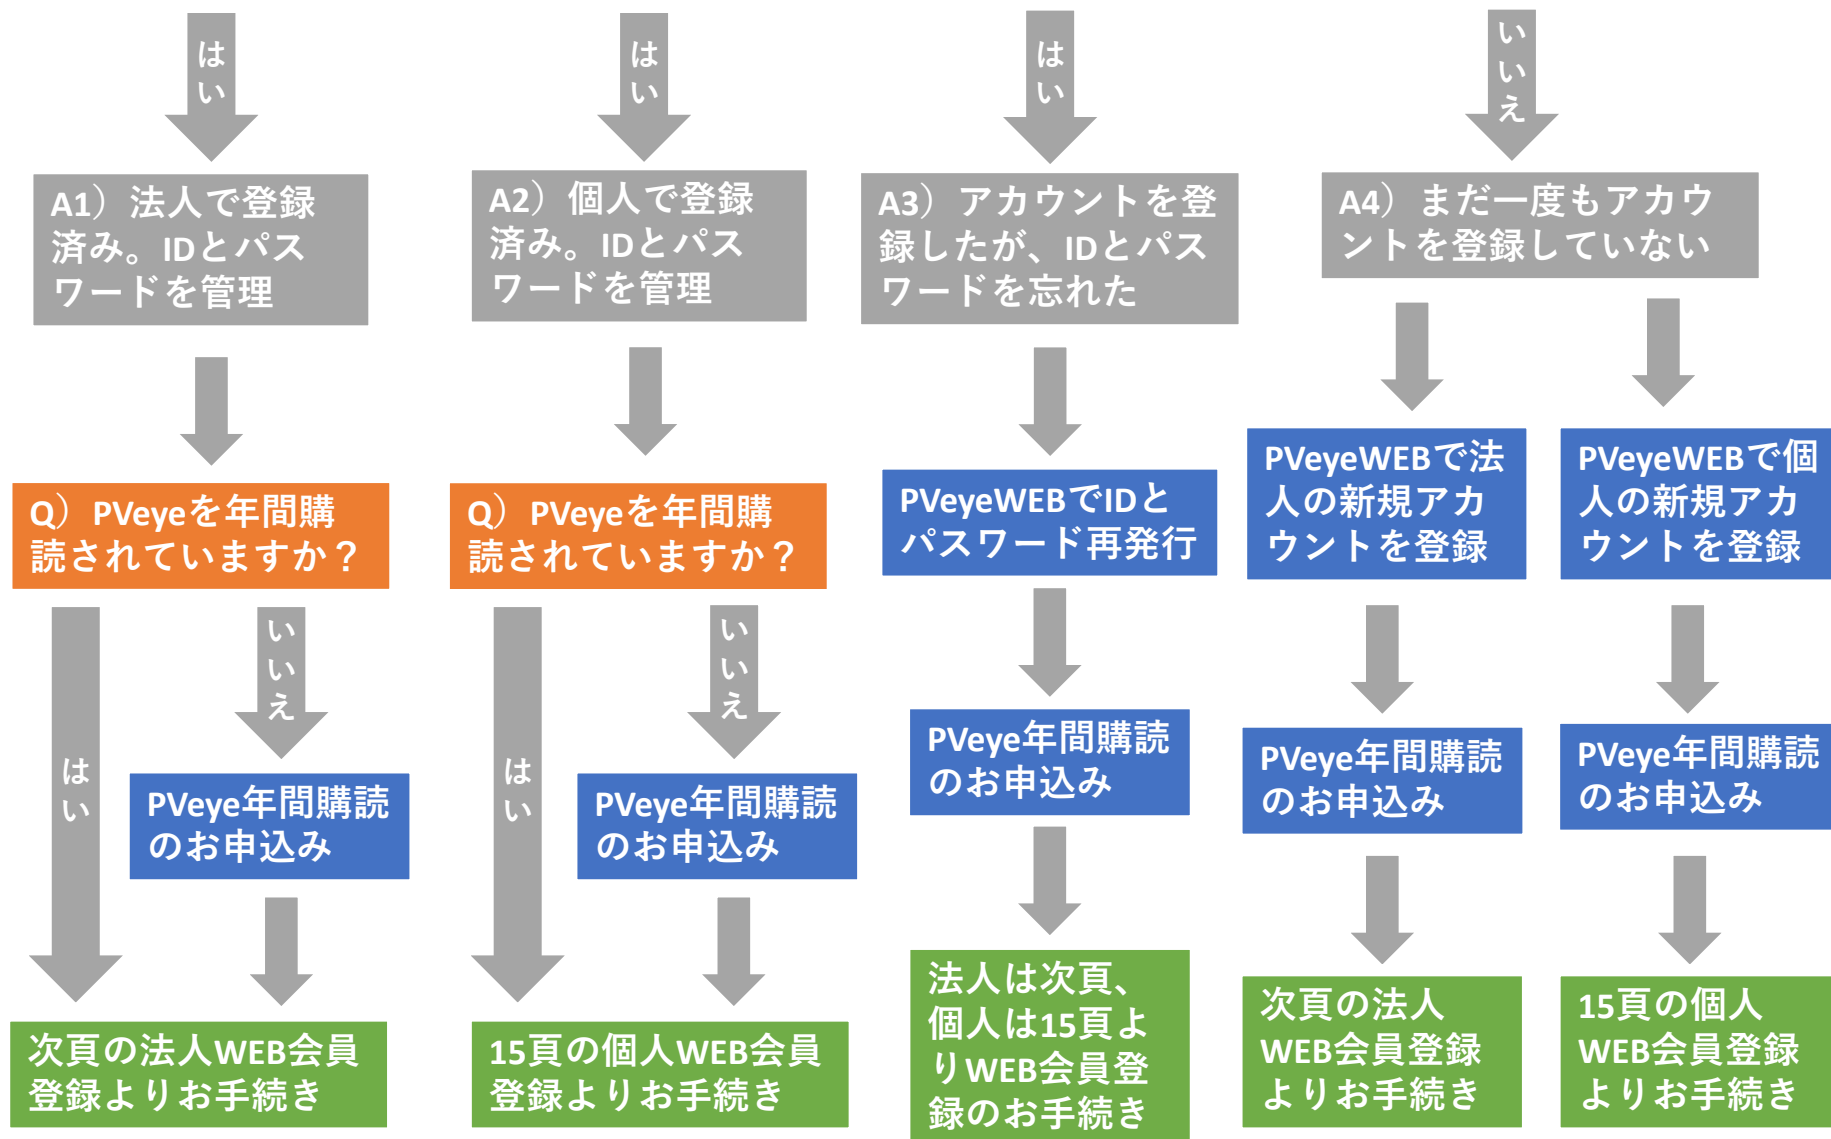 はい
はい
はい
いいえ
A1）法人で登録
済み。IDとパス
ワードを管理
A2）個人で登録
済み。IDとパス
ワードを管理
A3）アカウントを登
録したが、IDとパス
ワードを忘れた
A4）まだ一度もアカウ
ントを登録していない
Q）PVeyeを年間購
読されていますか？
Q）PVeyeを年間購
読されていますか？
PVeyeWEBでIDと
パスワード再発行
PVeyeWEBで法
人の新規アカ
ウントを登録
PVeyeWEBで個
人の新規アカ
ウントを登録
はい
いいえ
はい
いいえ
PVeye年間購読
のお申込み
PVeye年間購読
のお申込み
PVeye年間購読
のお申込み
PVeye年間購読
のお申込み
PVeye年間購読
のお申込み
次頁の法人WEB会員
登録よりお手続き
15頁の個人WEB会員
登録よりお手続き
法人は次頁、
個人は15頁よ
りWEB会員登
録のお手続き
次頁の法人
WEB会員登録
よりお手続き
15頁の個人
WEB会員登録
よりお手続き